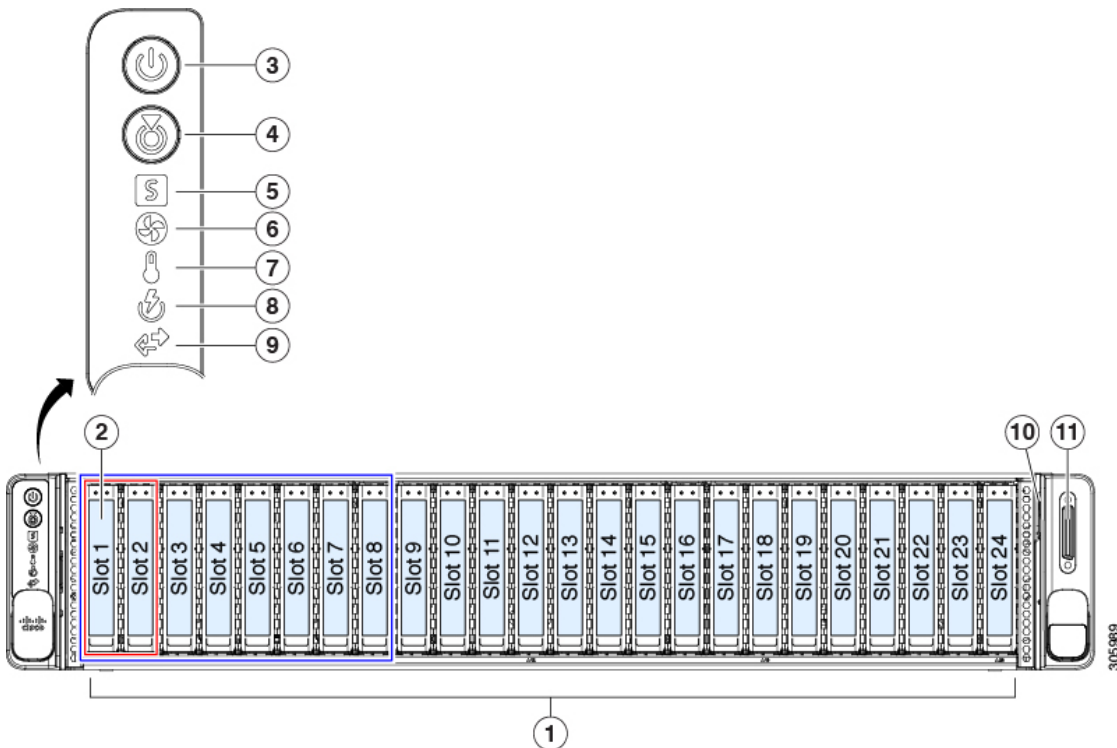 3
4
S
5
6
7
8
9
2
10
11
Slot 1
Slot 2
Slot 3
Slot 4
Slot 5
Slot 6
Slot 7
Slot 8
Slot 9
Slot 10
Slot 11
Slot 12
Slot 13
Slot 14
Slot 15
Slot 16
Slot 17
Slot 18
Slot 19
Slot 20
Slot 21
Slot 22
Slot 23
Slot 24
CISCO
305989
1